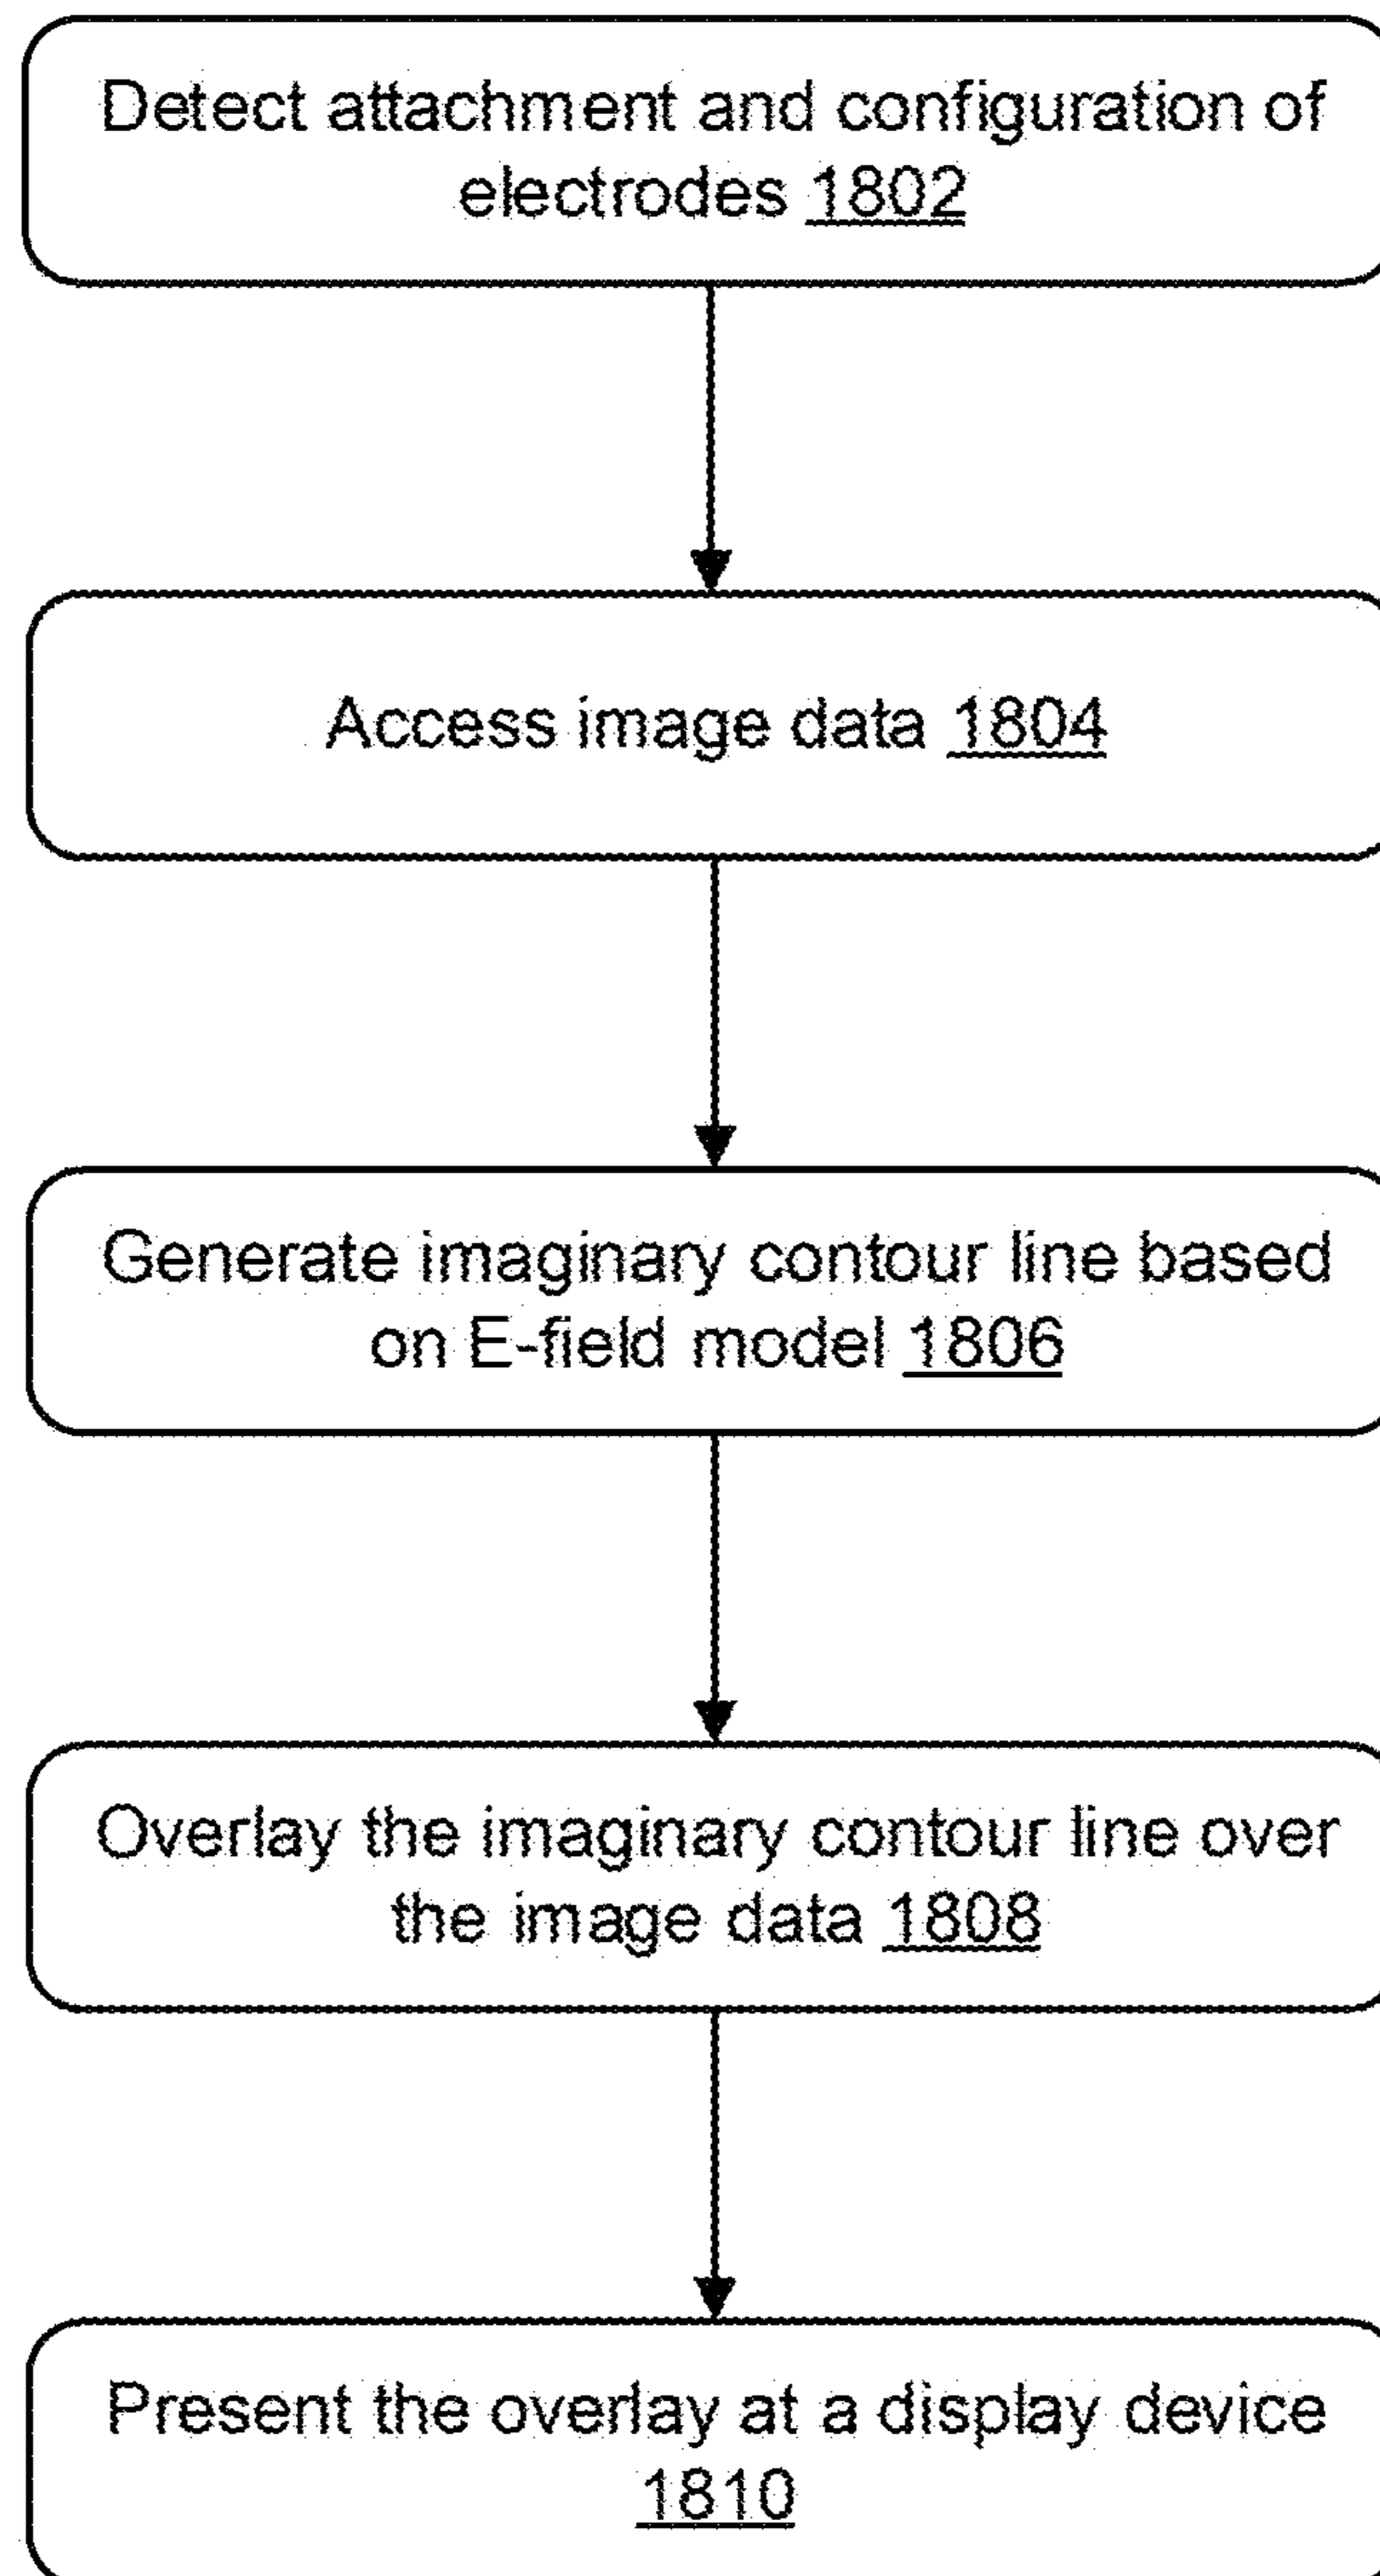 Detect attachment and configuration of
electrodes 1802
Access image data 1804
Generate imaginary contour line based
on E-field model 1806
Overlay the imaginary contour line over
the image data 1808
Present the overlay at a display device
1810